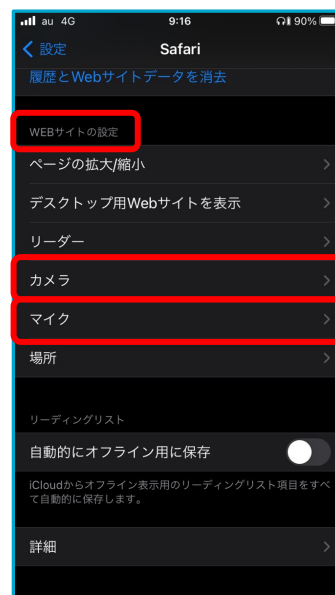 au 4G 9:16 90%
設定 Safari
履歴とWebサイトデータを消去
WEBサイトの設定
ページの拡大/縮小
デスクトップ用Webサイトを表示
リーダー
カメラ
マイク
場所
リーディングリスト
自動的にオフライン用に保存
iCloudからオフライン表示用のリーディングリスト項目をすべ
て自動的に保存します。
詳細